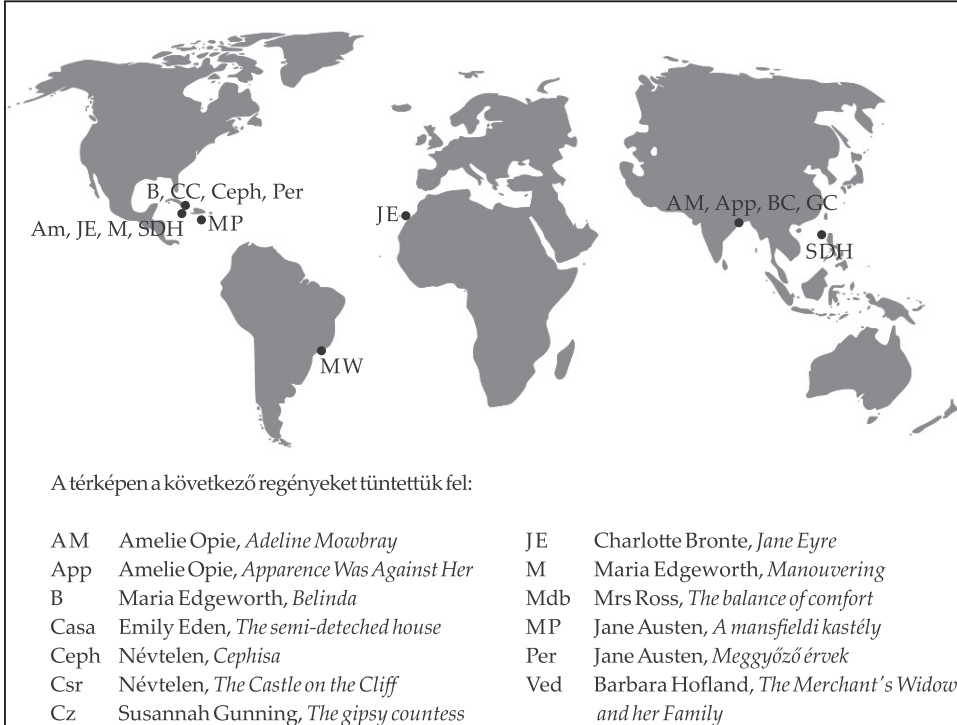 B, CC, Ceph, Per
Am, JE, M, SDH
MP
JE
AM, App, BC, GC
SDH
MW
A térképen a következő regényeket tüntettük fel:
AM Amelie Opie, Adeline Mowbray
App Amelie Opie, Apparence Was Against Her
B Maria Edgeworth, Belinda
Casa Emily Eden, The semi-deteched house
Ceph Névtelen, Cephisa
Csr Névtelen, The Castle on the Cliff
Cz Susannah Gunning, The gipsy countess
JE Charlotte Bronte, Jane Eyre
M Maria Edgeworth, Manouvering
Mdb Mrs Ross, The balance of comfort
MP Jane Austen, A mansfieldi kastély
Per Jane Austen, Meggyőző érvek
Ved Barbara Hofland, The Merchant's Widow
and her Family